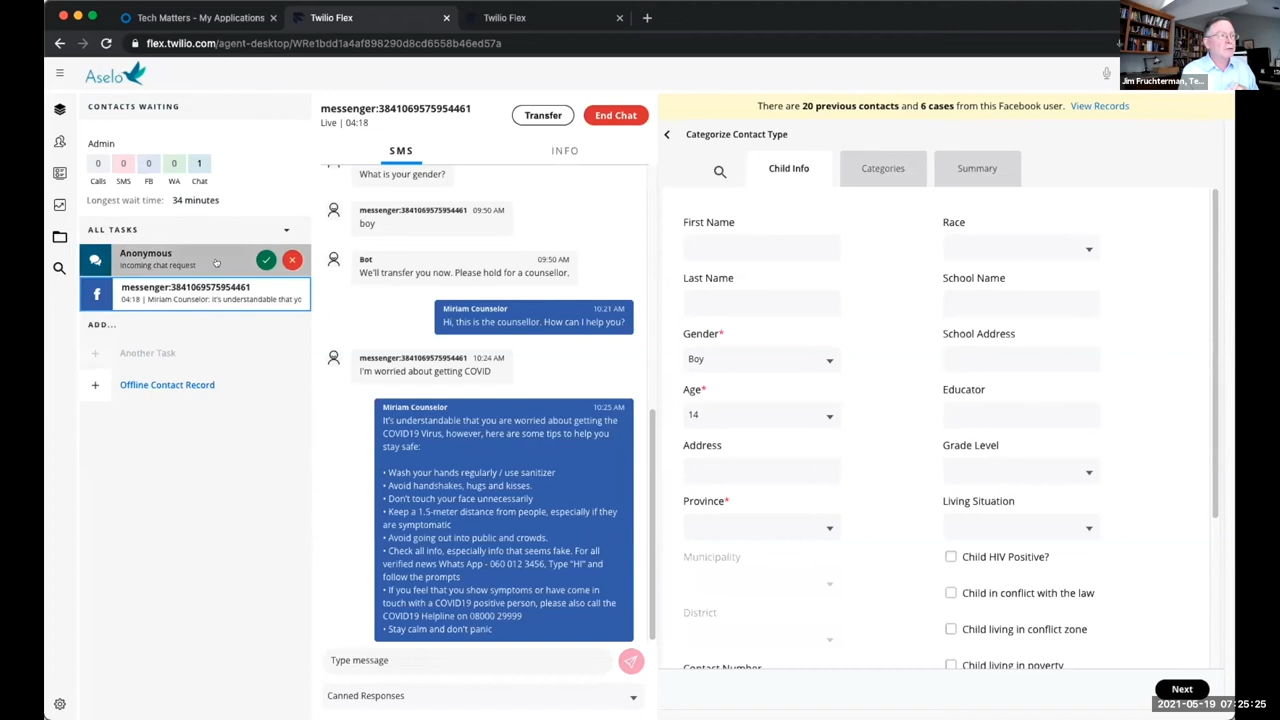 Tech Matters - My Applications
Twilio Flex
Twilio Flex
flex.twilio.com/agent-desktop/WRe1bdd1a4af898290d8cd6558b46ed57a
Jim Fruchterman, Te...
Aselo
CONTACTS WAITING
Admin
0 0 0 0 1
Calls SMS FB WA Chat
Longest wait time: 34 minutes
ALL TASKS
Anonymous
Incoming chat request
messenger:3841069575954461
04:18 | Miriam Counselor: It's understandable that yo
ADD...
Another Task
Offline Contact Record
messenger:3841069575954461
Live | 04:18
Transfer
End Chat
SMS
INFO
What is your gender?
messenger:3841069575954461 09:50 AM
boy
Bot 09:50 AM
We'll transfer you now. Please hold for a counsellor.
Miriam Counselor 10:21 AM
Hi, this is the counsellor. How can I help you?
messenger:3841069575954461 10:24 AM
I'm worried about getting COVID
Miriam Counselor 10:25 AM
It's understandable that you are worried about getting the
COVID19 Virus, however, here are some tips to help you
stay safe:
• Wash your hands regularly / use sanitizer
• Avoid handshakes, hugs and kisses.
• Don't touch your face unnecessarily
• Keep a 1.5-meter distance from people, especially if they
are symptomatic
• Avoid going out into public and crowds.
• Check all info, especially info that seems fake. For all
verified news Whats App - 060 012 3456, Type "HI" and
follow the prompts
• If you feel that you show symptoms or have come in
touch with a COVID19 positive person, please also call the
COVID19 Helpline on 08000 29999
• Stay calm and don't panic
Type message
Canned Responses
There are 20 previous contacts and 6 cases from this Facebook user. View Records
Categorize Contact Type
Child Info
Categories
Summary
First Name
Last Name
Gender*
Boy
Age*
14
Address
Province*
Municipality
District
Contact Number
Race
School Name
School Address
Educator
Grade Level
Living Situation
Child HIV Positive?
Child in conflict with the law
Child living in conflict zone
Child living in poverty
Next
2021-05-19 07:25:25